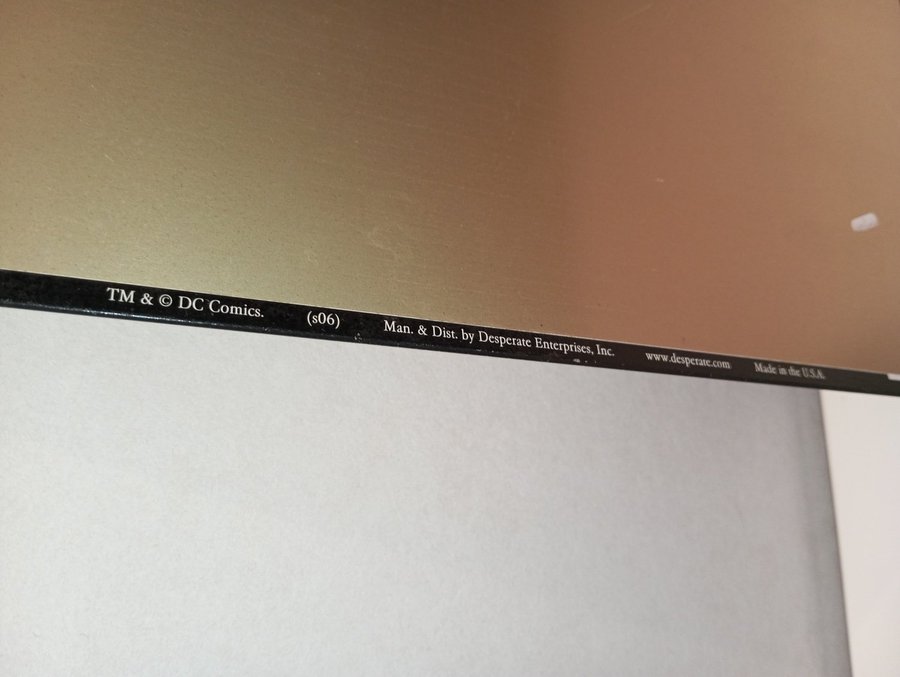 TM & © DC Comics. (s06) Man. & Dist. by Desperate Enterprises, Inc. www.desperate.com Made in the U.S.A.